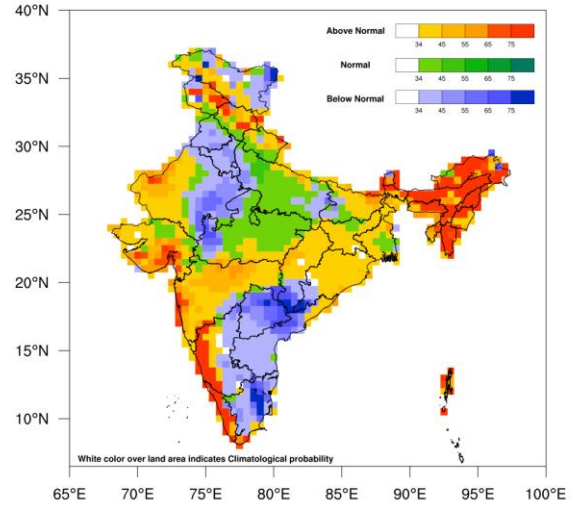 Above Normal
34 45 55 65 75
Normal
34 45 55 65 75
Below Normal
34 45 55 65 75
40°N
35°N
30°N
25°N
20°N
15°N
10°N
White color over land area indicates Climatological probability
65°E 70°E 75°E 80°E 85°E 90°E 95°E 100°E